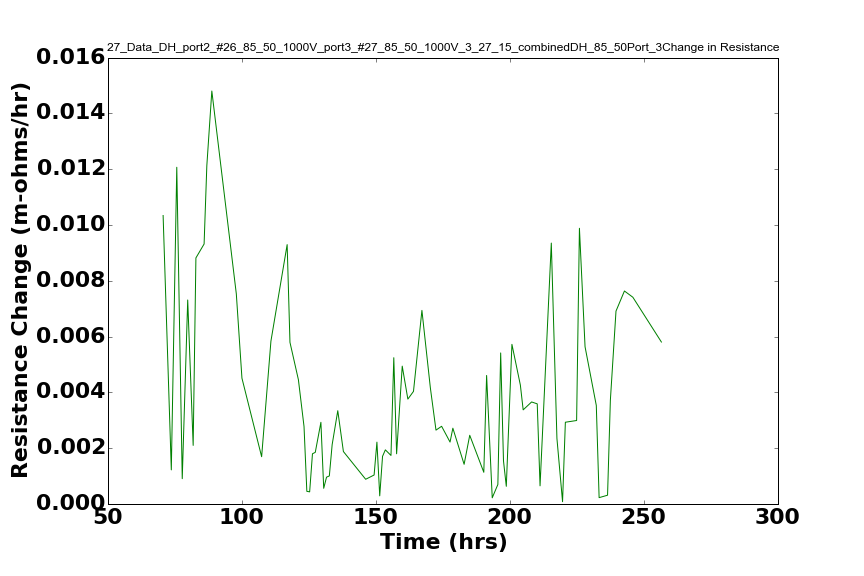 27_Data_DH_port2_#26_85_50_1000V_port3_#27_85_50_1000V_3_27_15_combinedDH_85_50Port_3Change in Resistance
0.016
0.014
0.012
0.010
0.008
0.006
0.004
0.002
0.000
Resistance Change (m-ohms/hr)
50 100 150 200 250 300
Time (hrs)